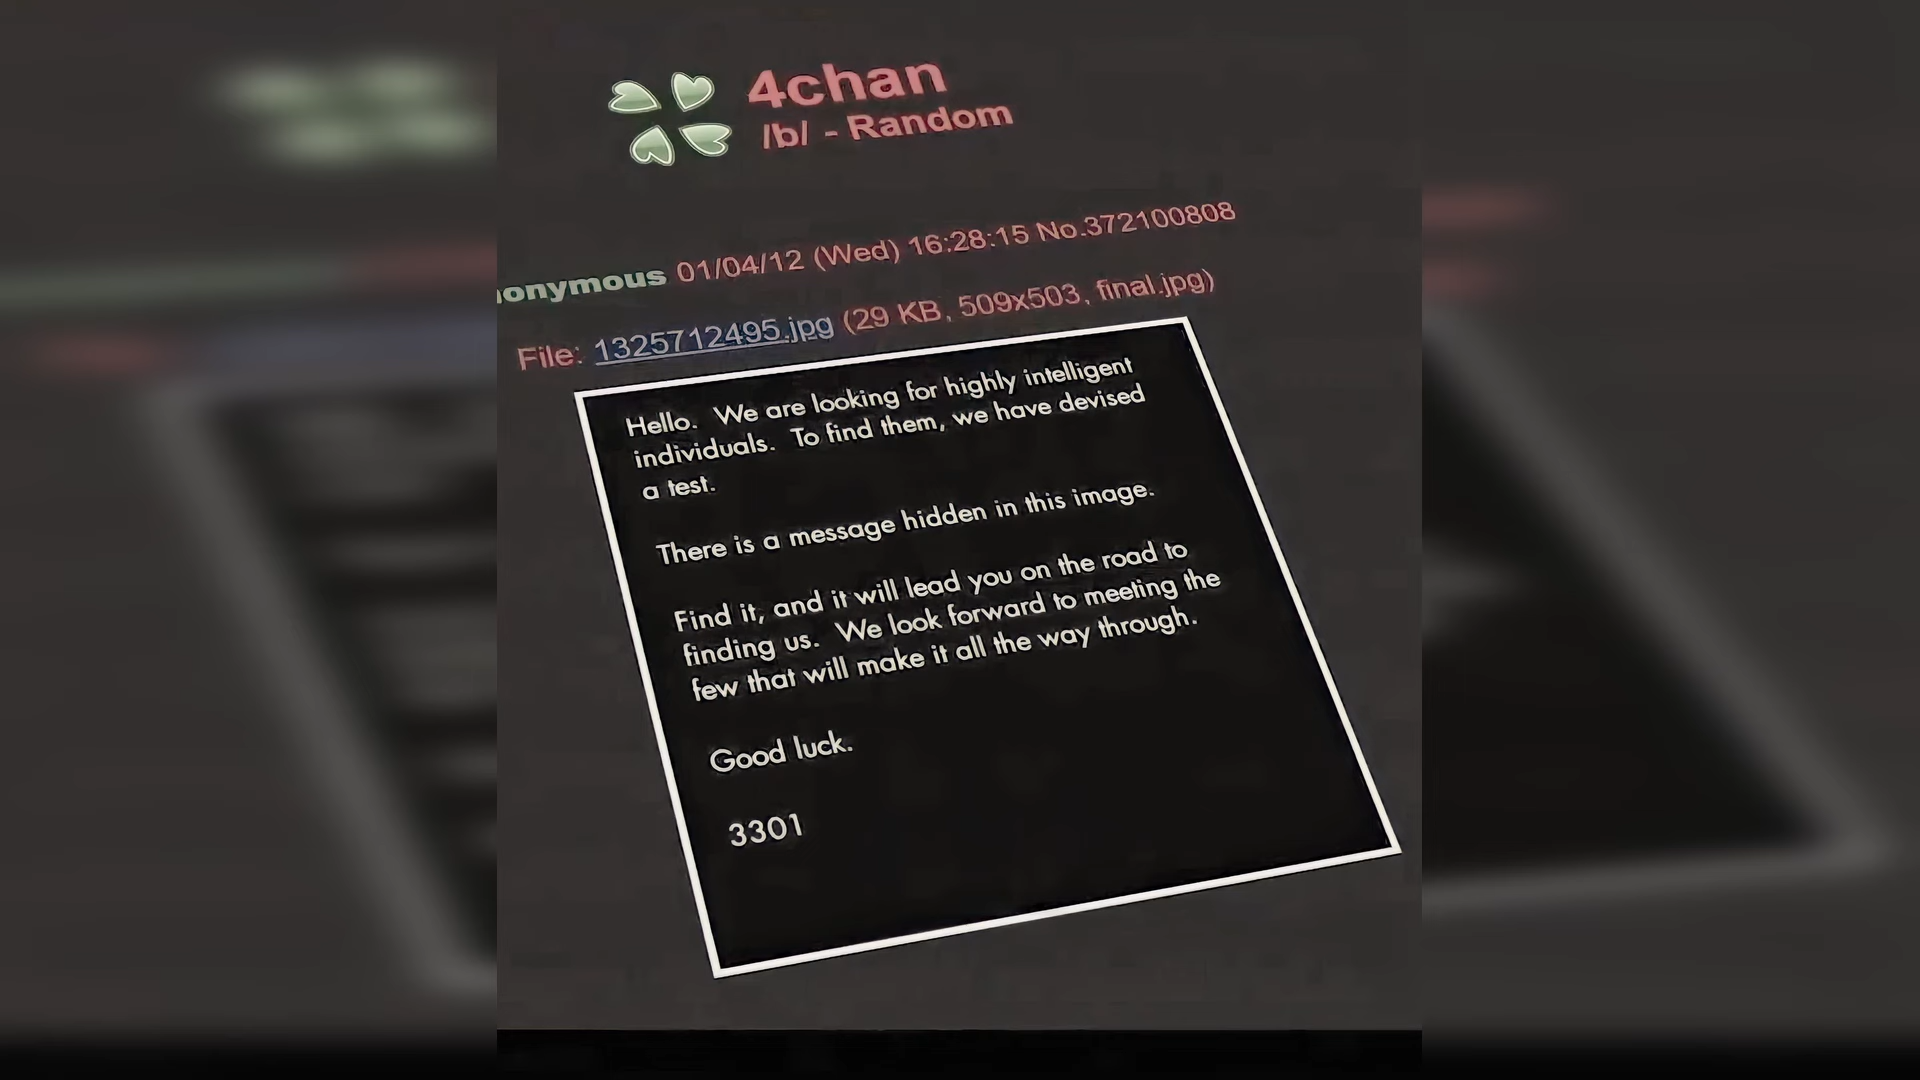 4chan
/b/ - Random
onymous 01/04/12 (Wed) 16:28:15 No.372100808
File: 1325712495.jpg (29 KB, 509x503, final.jpg)
Hello. We are looking for highly intelligent
individuals. To find them, we have devised
a test.
There is a message hidden in this image.
Find it, and it will lead you on the road to
finding us. We look forward to meeting the
few that will make it all the way through.
Good luck.
3301